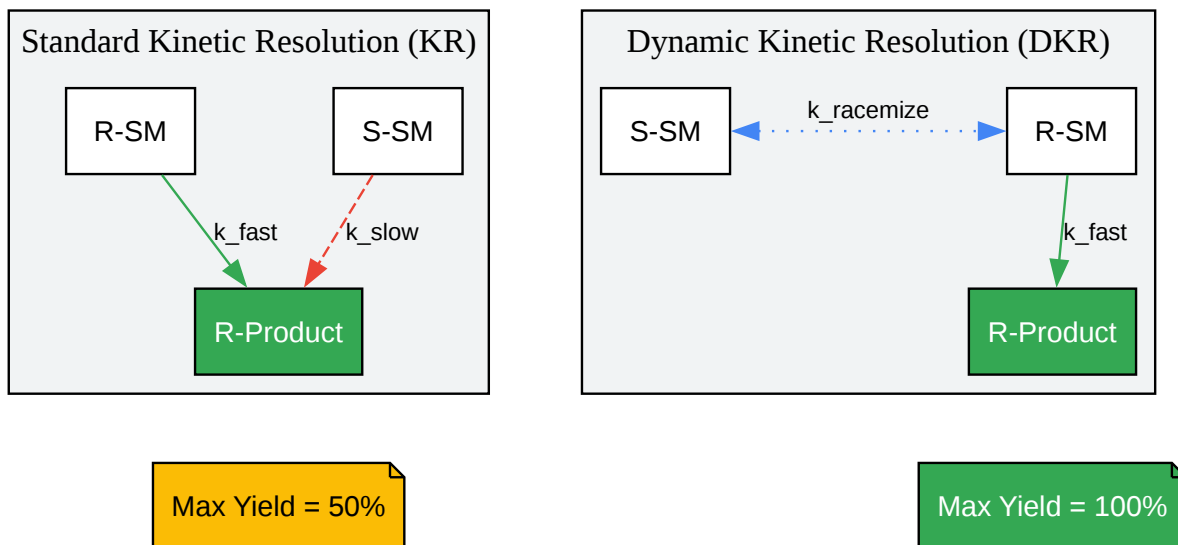 Standard Kinetic Resolution (KR)
R-SM
S-SM
k_fast
k_slow
R-Product
Max Yield = 50%
Dynamic Kinetic Resolution (DKR)
S-SM
k_racemize
R-SM
k_fast
R-Product
Max Yield = 100%